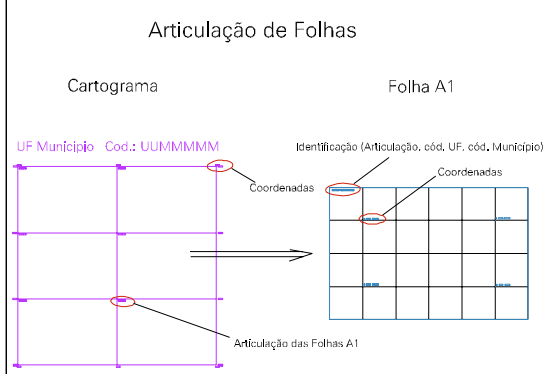 Articulação de Folhas
Cartograma
Folha A1
UF Municipio Cod.: UUMMMMM
Identificação (Articulação, cód. UF, cód. Município)
Coordenadas
Coordenadas
Articulação das Folhas A1